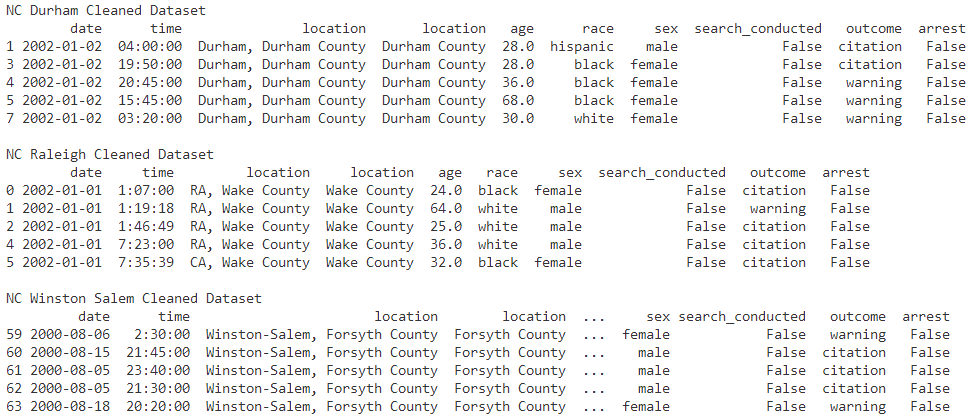 NC Durham Cleaned Dataset
date time location location age race sex search_conducted outcome arrest
1 2002-01-02 04:00:00 Durham, Durham County Durham County 28.0 hispanic male False citation False
3 2002-01-02 19:50:00 Durham, Durham County Durham County 28.0 black female False citation False
4 2002-01-02 20:45:00 Durham, Durham County Durham County 36.0 black female False warning False
5 2002-01-02 15:45:00 Durham, Durham County Durham County 68.0 black female False warning False
7 2002-01-02 03:20:00 Durham, Durham County Durham County 30.0 white female False warning False
NC Raleigh Cleaned Dataset
date time location location age race sex search_conducted outcome arrest
0 2002-01-01 1:07:00 RA, Wake County Wake County 24.0 black female False citation False
1 2002-01-01 1:19:18 RA, Wake County Wake County 64.0 white male False warning False
2 2002-01-01 1:46:49 RA, Wake County Wake County 25.0 white male False citation False
4 2002-01-01 7:23:00 RA, Wake County Wake County 36.0 white male False citation False
5 2002-01-01 7:35:39 CA, Wake County Wake County 32.0 black female False citation False
NC Winston Salem Cleaned Dataset
date time location location ... sex search_conducted outcome arrest
59 2000-08-06 2:30:00 Winston-Salem, Forsyth County Forsyth County ... female False warning False
60 2000-08-15 21:45:00 Winston-Salem, Forsyth County Forsyth County ... male False citation False
61 2000-08-05 23:40:00 Winston-Salem, Forsyth County Forsyth County ... male False citation False
62 2000-08-05 21:30:00 Winston-Salem, Forsyth County Forsyth County ... male False citation False
63 2000-08-18 20:20:00 Winston-Salem, Forsyth County Forsyth County ... female False warning False